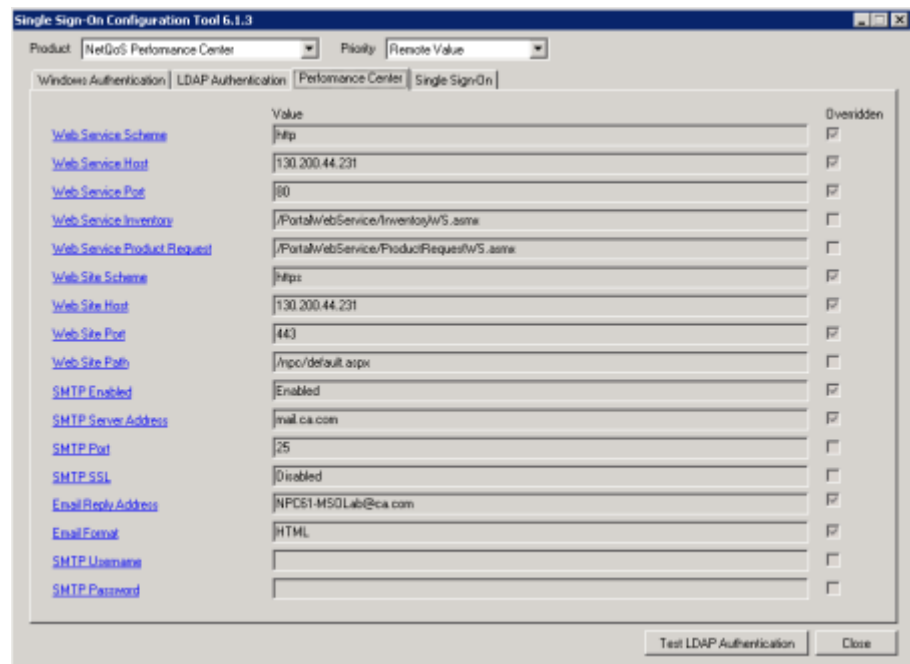 Single Sign-On Configuration Tool 6.1.3
Product NetQoS Performance Center Priority Remote Value
Windows Authentication LDAP Authentication Performance Center Single Sign-On
Value Overridden
Web Service Scheme http
Web Service Host 130.200.44.231
Web Service Port 80
Web Service Inventory /PortalWebService/InventoryWS.asmx
Web Service Product Request /PortalWebService/ProductRequestWS.asmx
Web Site Scheme https
Web Site Host 130.200.44.231
Web Site Port 443
Web Site Path /npc/default.aspx
SMTP Enabled Enabled
SMTP Server Address mail.ca.com
SMTP Port 25
SMTP SSL Disabled
Email Reply Address NPC61-MSOLab@ca.com
Email Format HTML
SMTP Username
SMTP Password
Test LDAP Authentication Close